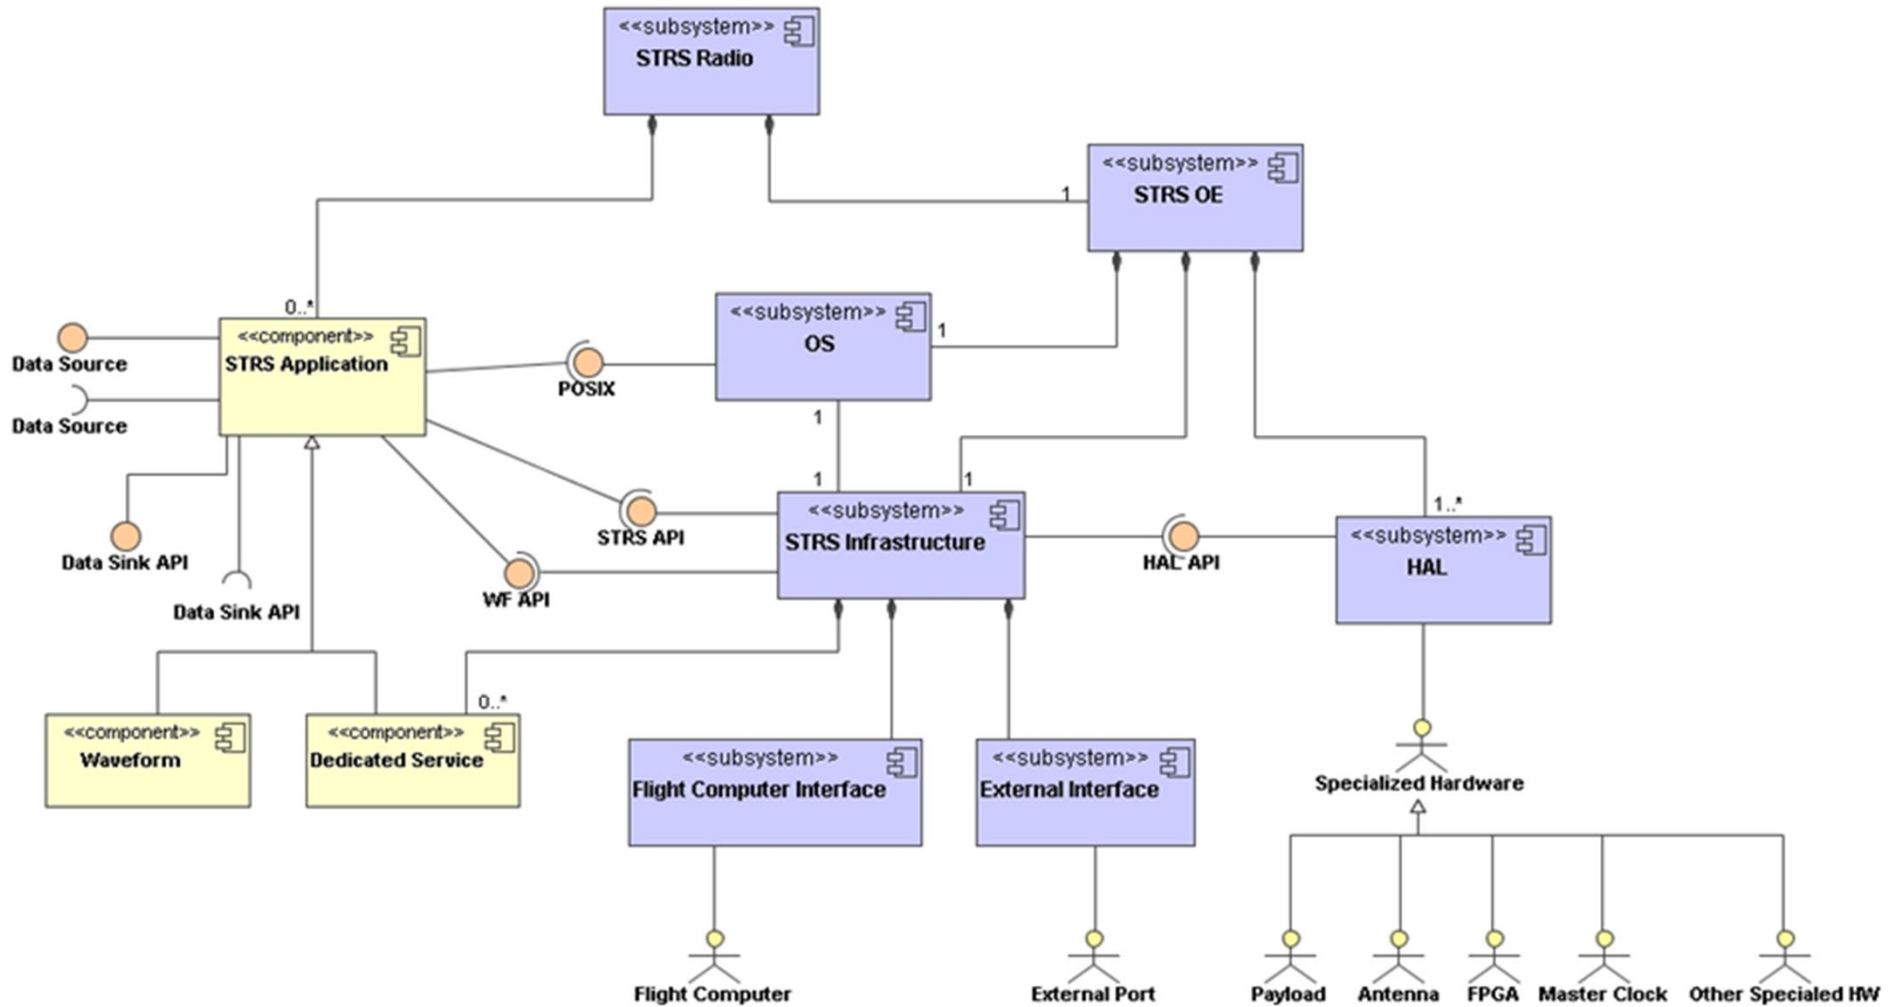 <<subsystem>>
STRS Radio
<<subsystem>>
STRS OE
1
0..*
<<subsystem>>
OS
1
<<component>>
STRS Application
Data Source
Data Source
POSIX
1
1
1
<<subsystem>>
STRS Infrastructure
STRS API
WF API
HAL API
1..*
<<subsystem>>
HAL
Data Sink API
Data Sink API
0..*
<<component>>
Waveform
<<component>>
Dedicated Service
<<subsystem>>
Flight Computer Interface
<<subsystem>>
External Interface
Specialized Hardware
Flight Computer
External Port
Payload
Antenna
FPGA
Master Clock
Other Specialed HW